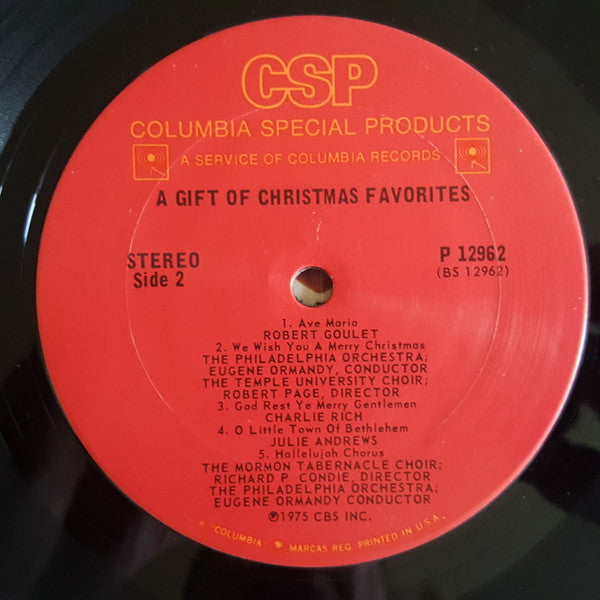 CSP
COLUMBIA SPECIAL PRODUCTS
A SERVICE OF COLUMBIA RECORDS
A GIFT OF CHRISTMAS FAVORITES
STEREO
Side 2
P 12962
(BS 12962)
1. Ave Maria
ROBERT GOULET
2. We Wish You A Merry Christmas
THE PHILADELPHIA ORCHESTRA;
EUGENE ORMANDY, CONDUCTOR
THE TEMPLE UNIVERSITY CHOIR;
ROBERT PAGE, DIRECTOR
3. God Rest Ye Merry Gentlemen
CHARLIE RICH
4. O Little Town Of Bethlehem
JULIE ANDREWS
5. Hallelujah Chorus
THE MORMON TABERNACLE CHOIR;
RICHARD P. CONDIE, DIRECTOR
THE PHILADELPHIA ORCHESTRA;
EUGENE ORMANDY CONDUCTOR
℗1975 CBS INC.
"COLUMBIA" MARCAS REG. PRINTED IN U.S.A.